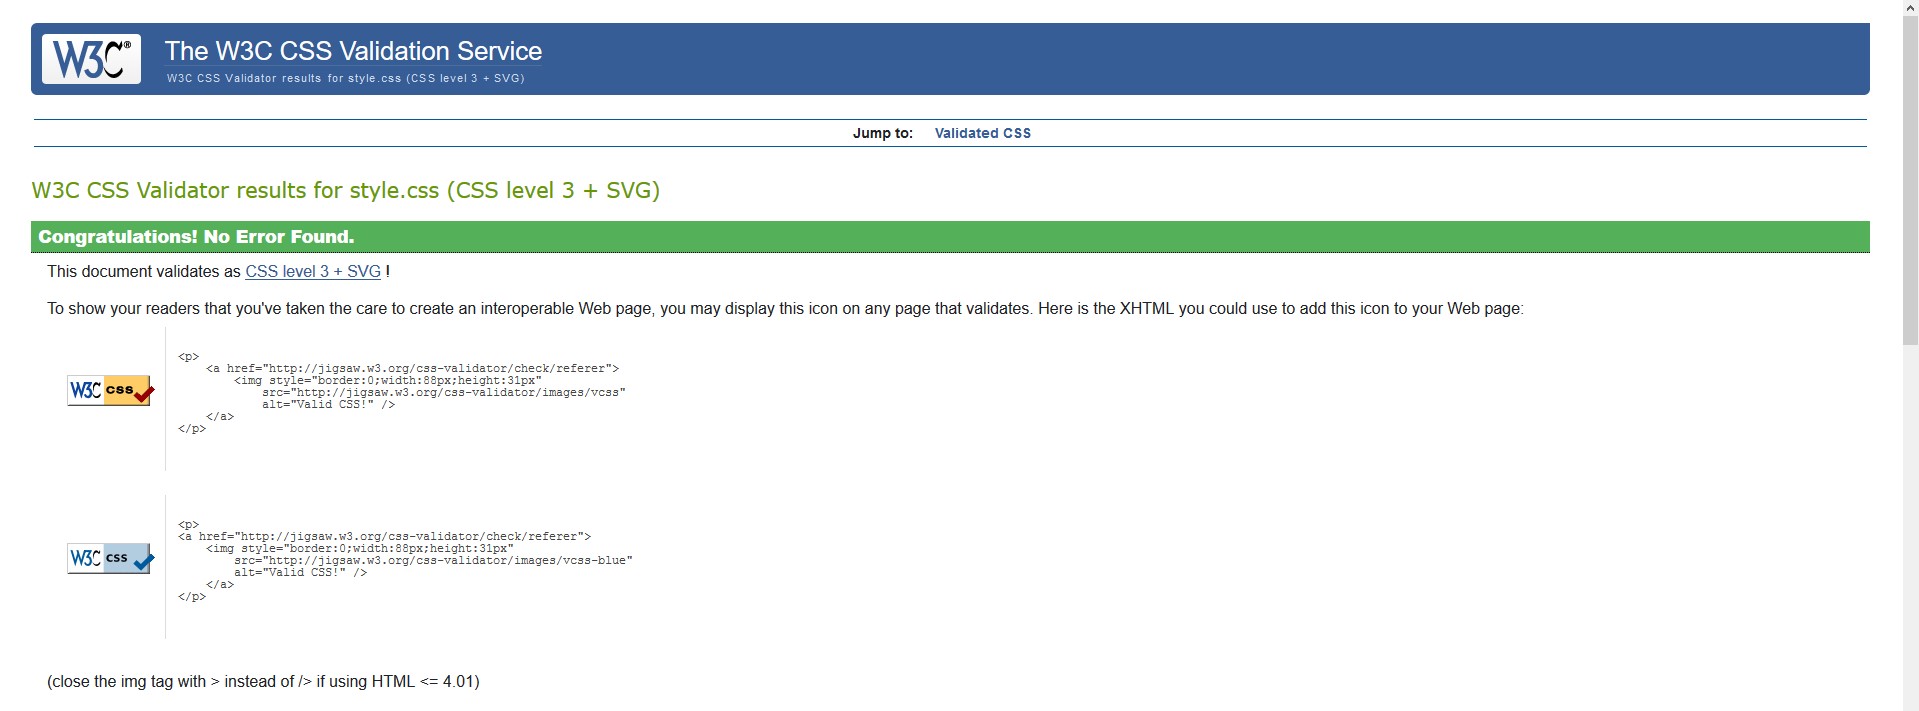 W3C®
The W3C CSS Validation Service
W3C CSS Validator results for style.css (CSS level 3 + SVG)
Jump to: Validated CSS
W3C CSS Validator results for style.css (CSS level 3 + SVG)
Congratulations! No Error Found.
This document validates as CSS level 3 + SVG !
To show your readers that you've taken the care to create an interoperable Web page, you may display this icon on any page that validates. Here is the XHTML you could use to add this icon to your Web page:
W3C css
<p>
    <a href="http://jigsaw.w3.org/css-validator/check/referer">
        <img style="border:0;width:88px;height:31px"
            src="http://jigsaw.w3.org/css-validator/images/vcss"
            alt="Valid CSS!" />
    </a>
</p>
W3C css
<p>
<a href="http://jigsaw.w3.org/css-validator/check/referer">
    <img style="border:0;width:88px;height:31px"
        src="http://jigsaw.w3.org/css-validator/images/vcss-blue"
        alt="Valid CSS!" />
    </a>
</p>
(close the img tag with > instead of /> if using HTML <= 4.01)